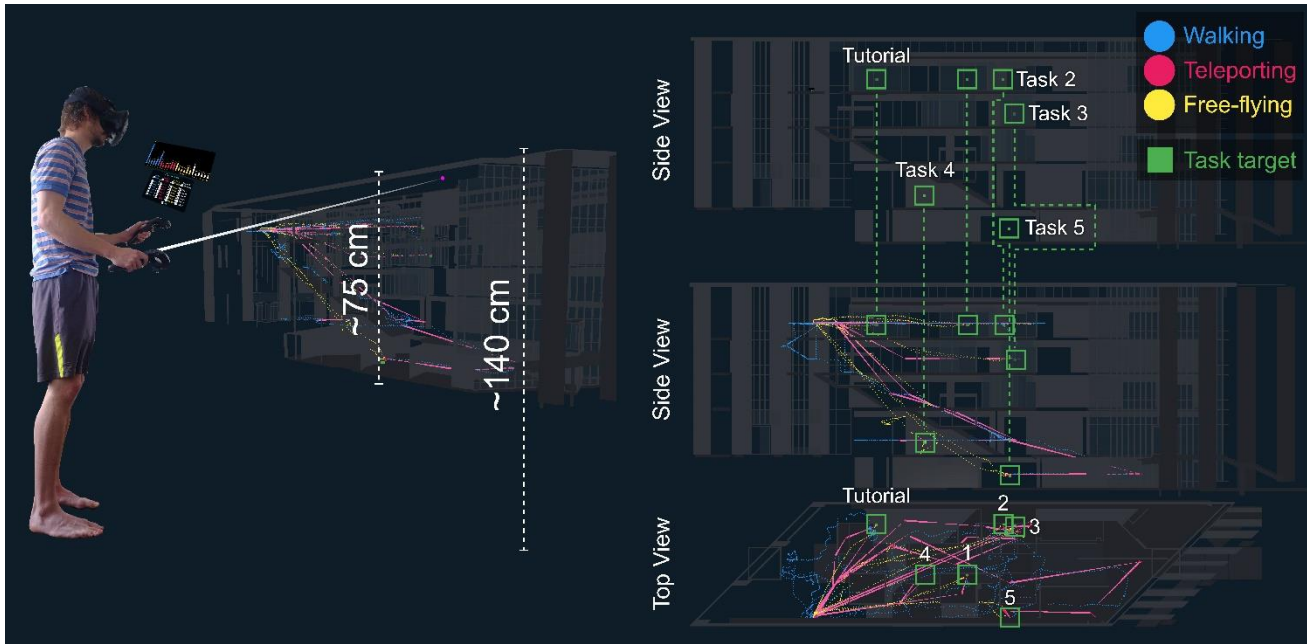 ~75 cm
~140 cm
Side View
Tutorial
Task 2
Task 3
Task 4
Task 5
Walking
Teleporting
Free-flying
Task target
Side View
Top View
Tutorial
2
3
4
1
5